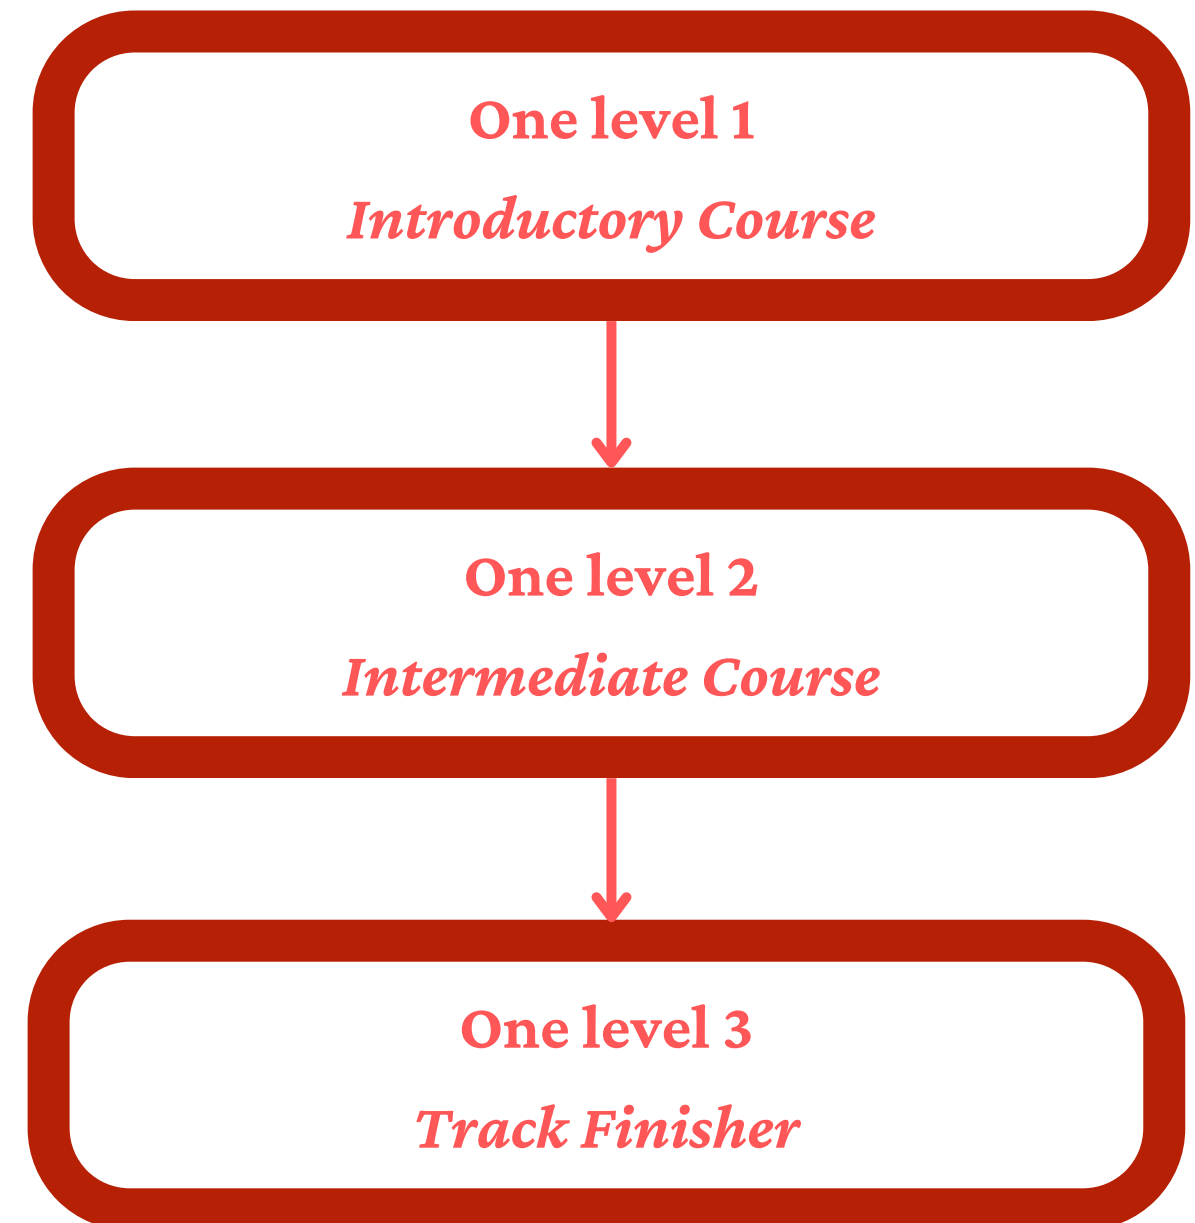 One level 1
Introductory Course
One level 2
Intermediate Course
One level 3
Track Finisher